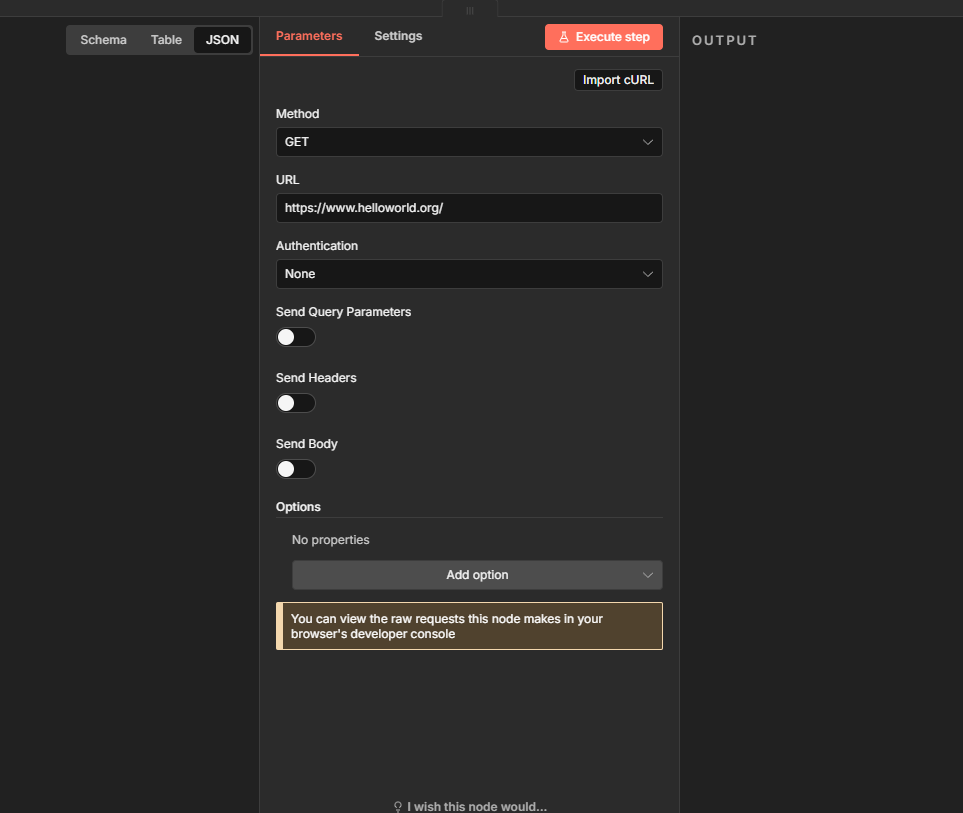 Schema Table JSON
Parameters Settings Execute step
OUTPUT
Import cURL
Method
GET
URL
https://www.helloworld.org/
Authentication
None
Send Query Parameters
Send Headers
Send Body
Options
No properties
Add option
You can view the raw requests this node makes in your
browser's developer console
I wish this node would...